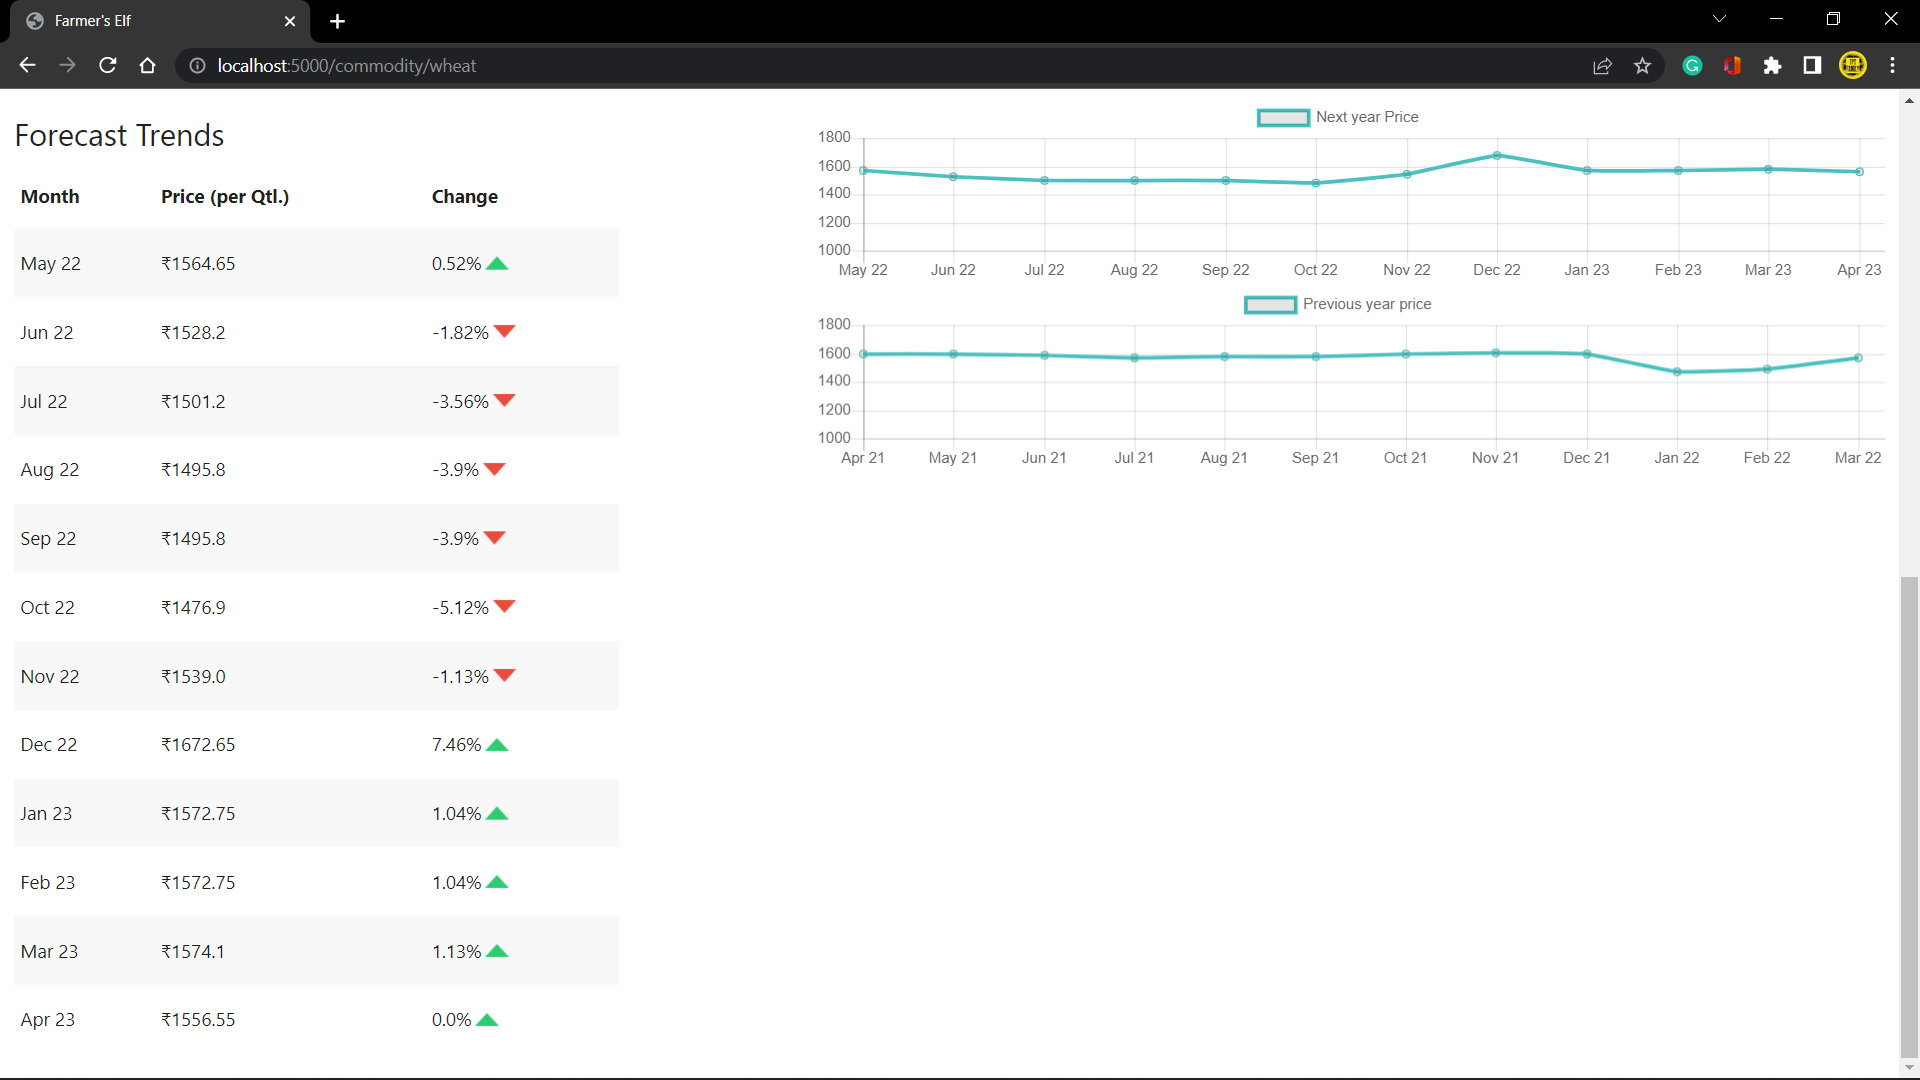 Farmer's Elf
localhost:5000/commodity/wheat
Forecast Trends
Month Price (per Qtl.) Change
May 22 ₹1564.65 0.52%
Jun 22 ₹1528.2 -1.82%
Jul 22 ₹1501.2 -3.56%
Aug 22 ₹1495.8 -3.9%
Sep 22 ₹1495.8 -3.9%
Oct 22 ₹1476.9 -5.12%
Nov 22 ₹1539.0 -1.13%
Dec 22 ₹1672.65 7.46%
Jan 23 ₹1572.75 1.04%
Feb 23 ₹1572.75 1.04%
Mar 23 ₹1574.1 1.13%
Apr 23 ₹1556.55 0.0%
Next year Price
1800
1600
1400
1200
1000
May 22 Jun 22 Jul 22 Aug 22 Sep 22 Oct 22 Nov 22 Dec 22 Jan 23 Feb 23 Mar 23 Apr 23
Previous year price
1800
1600
1400
1200
1000
Apr 21 May 21 Jun 21 Jul 21 Aug 21 Sep 21 Oct 21 Nov 21 Dec 21 Jan 22 Feb 22 Mar 22